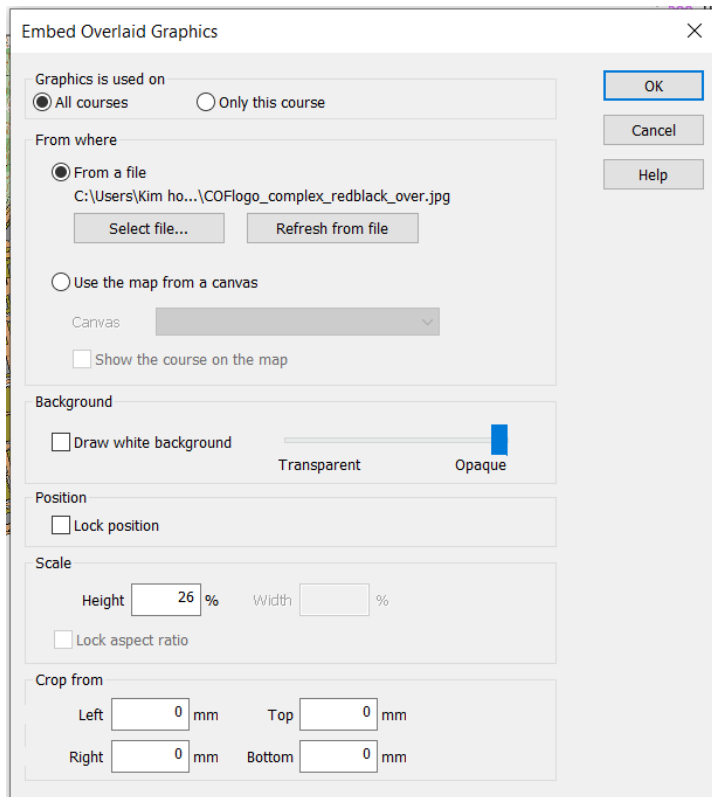 Embed Overlaid Graphics
Graphics is used on
All courses Only this course
OK
Cancel
Help
From where
From a file
C:\Users\Kim ho...\COFlogo_complex_redblack_over.jpg
Select file... Refresh from file
Use the map from a canvas
Canvas
Show the course on the map
Background
Draw white background
Transparent Opaque
Position
Lock position
Scale
Height 26 % Width %
Lock aspect ratio
Crop from
Left 0 mm Top 0 mm
Right 0 mm Bottom 0 mm